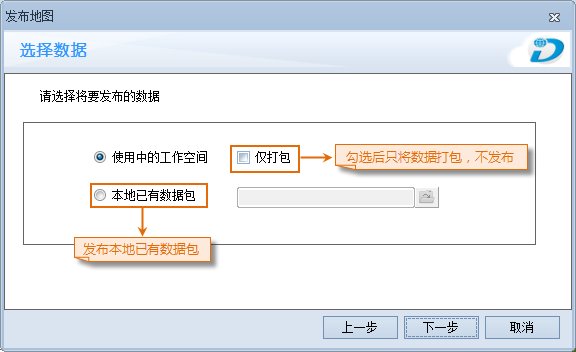 发布地图
选择数据
请选择将要发布的数据
使用中的工作空间 仅打包 勾选后只将数据打包，不发布
本地已有数据包
发布本地已有数据包
上一步 下一步 取消